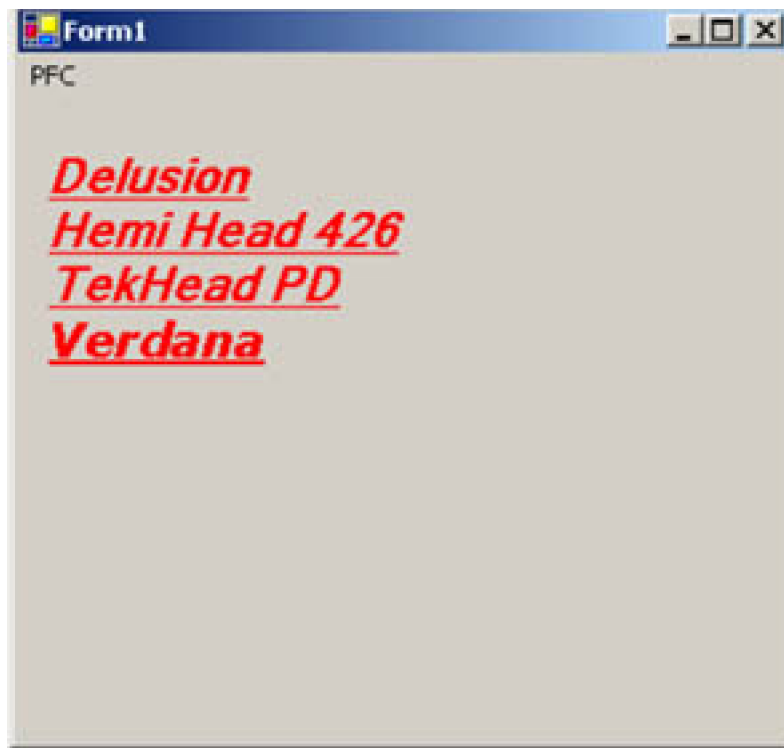 Form1
PFC
Delusion
Hemi Head 426
TekHead PD
Verdana